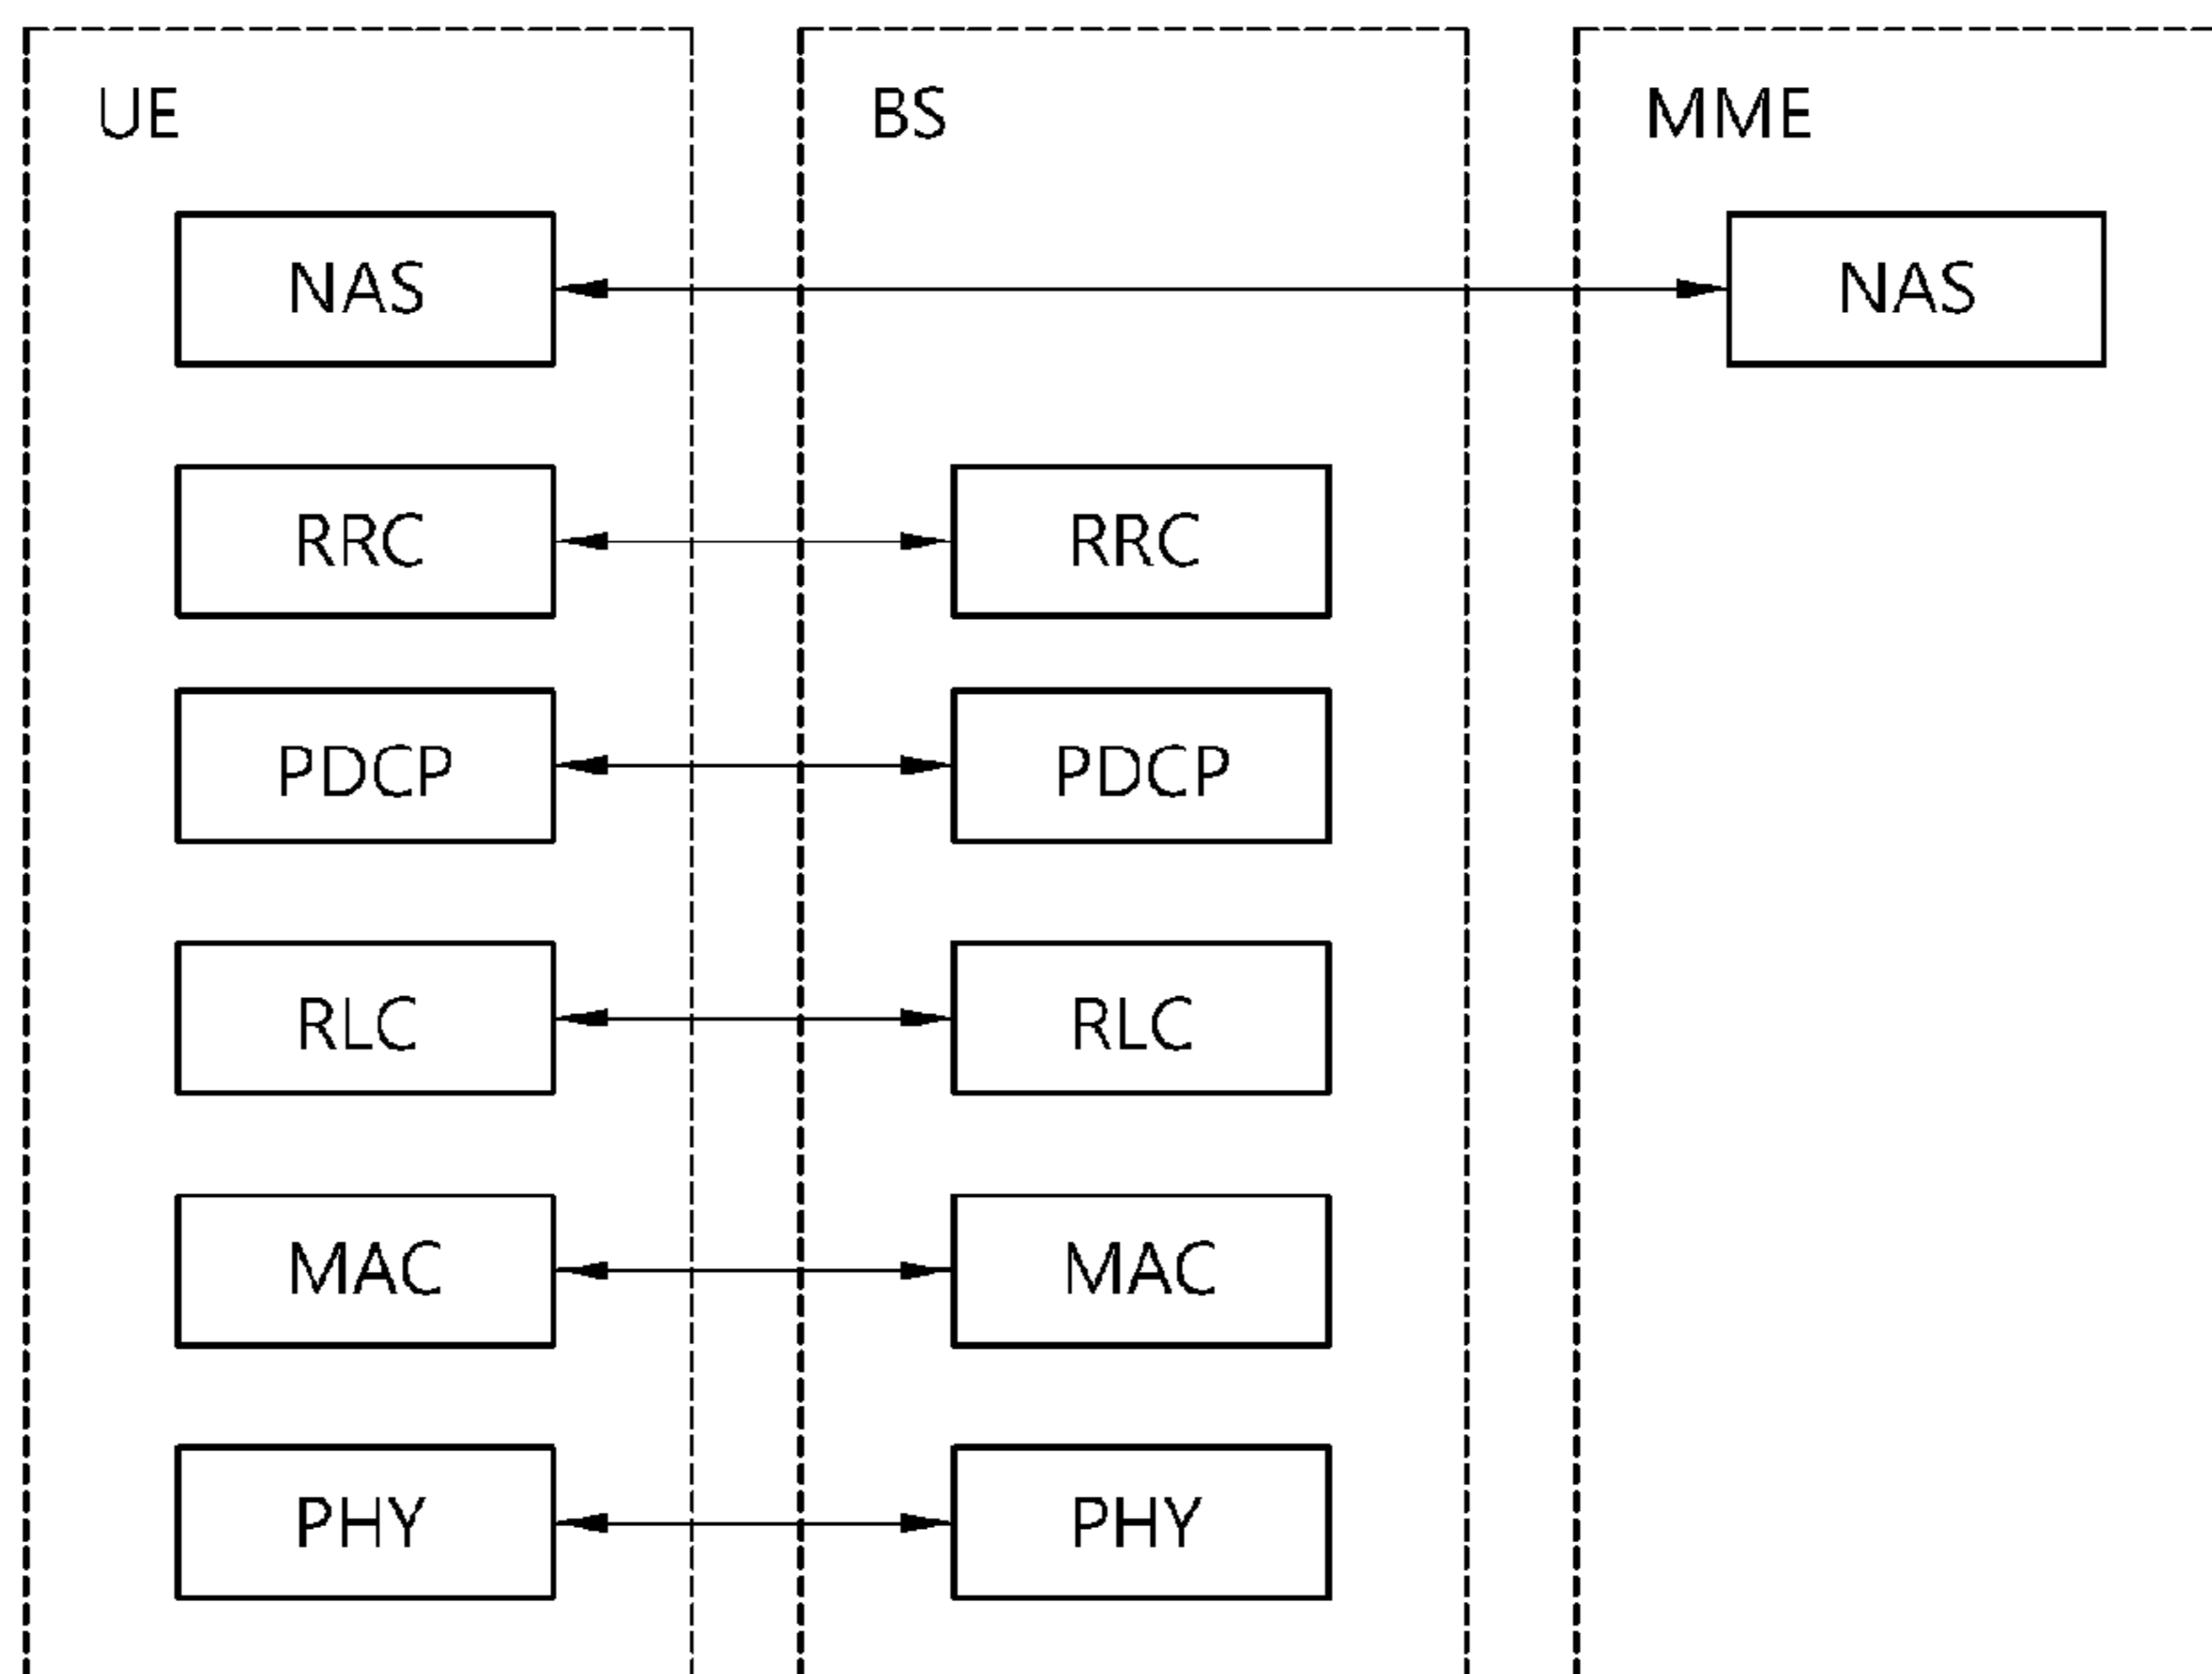 UE BS MME
NAS NAS
RRC RRC
PDCP PDCP
RLC RLC
MAC MAC
PHY PHY